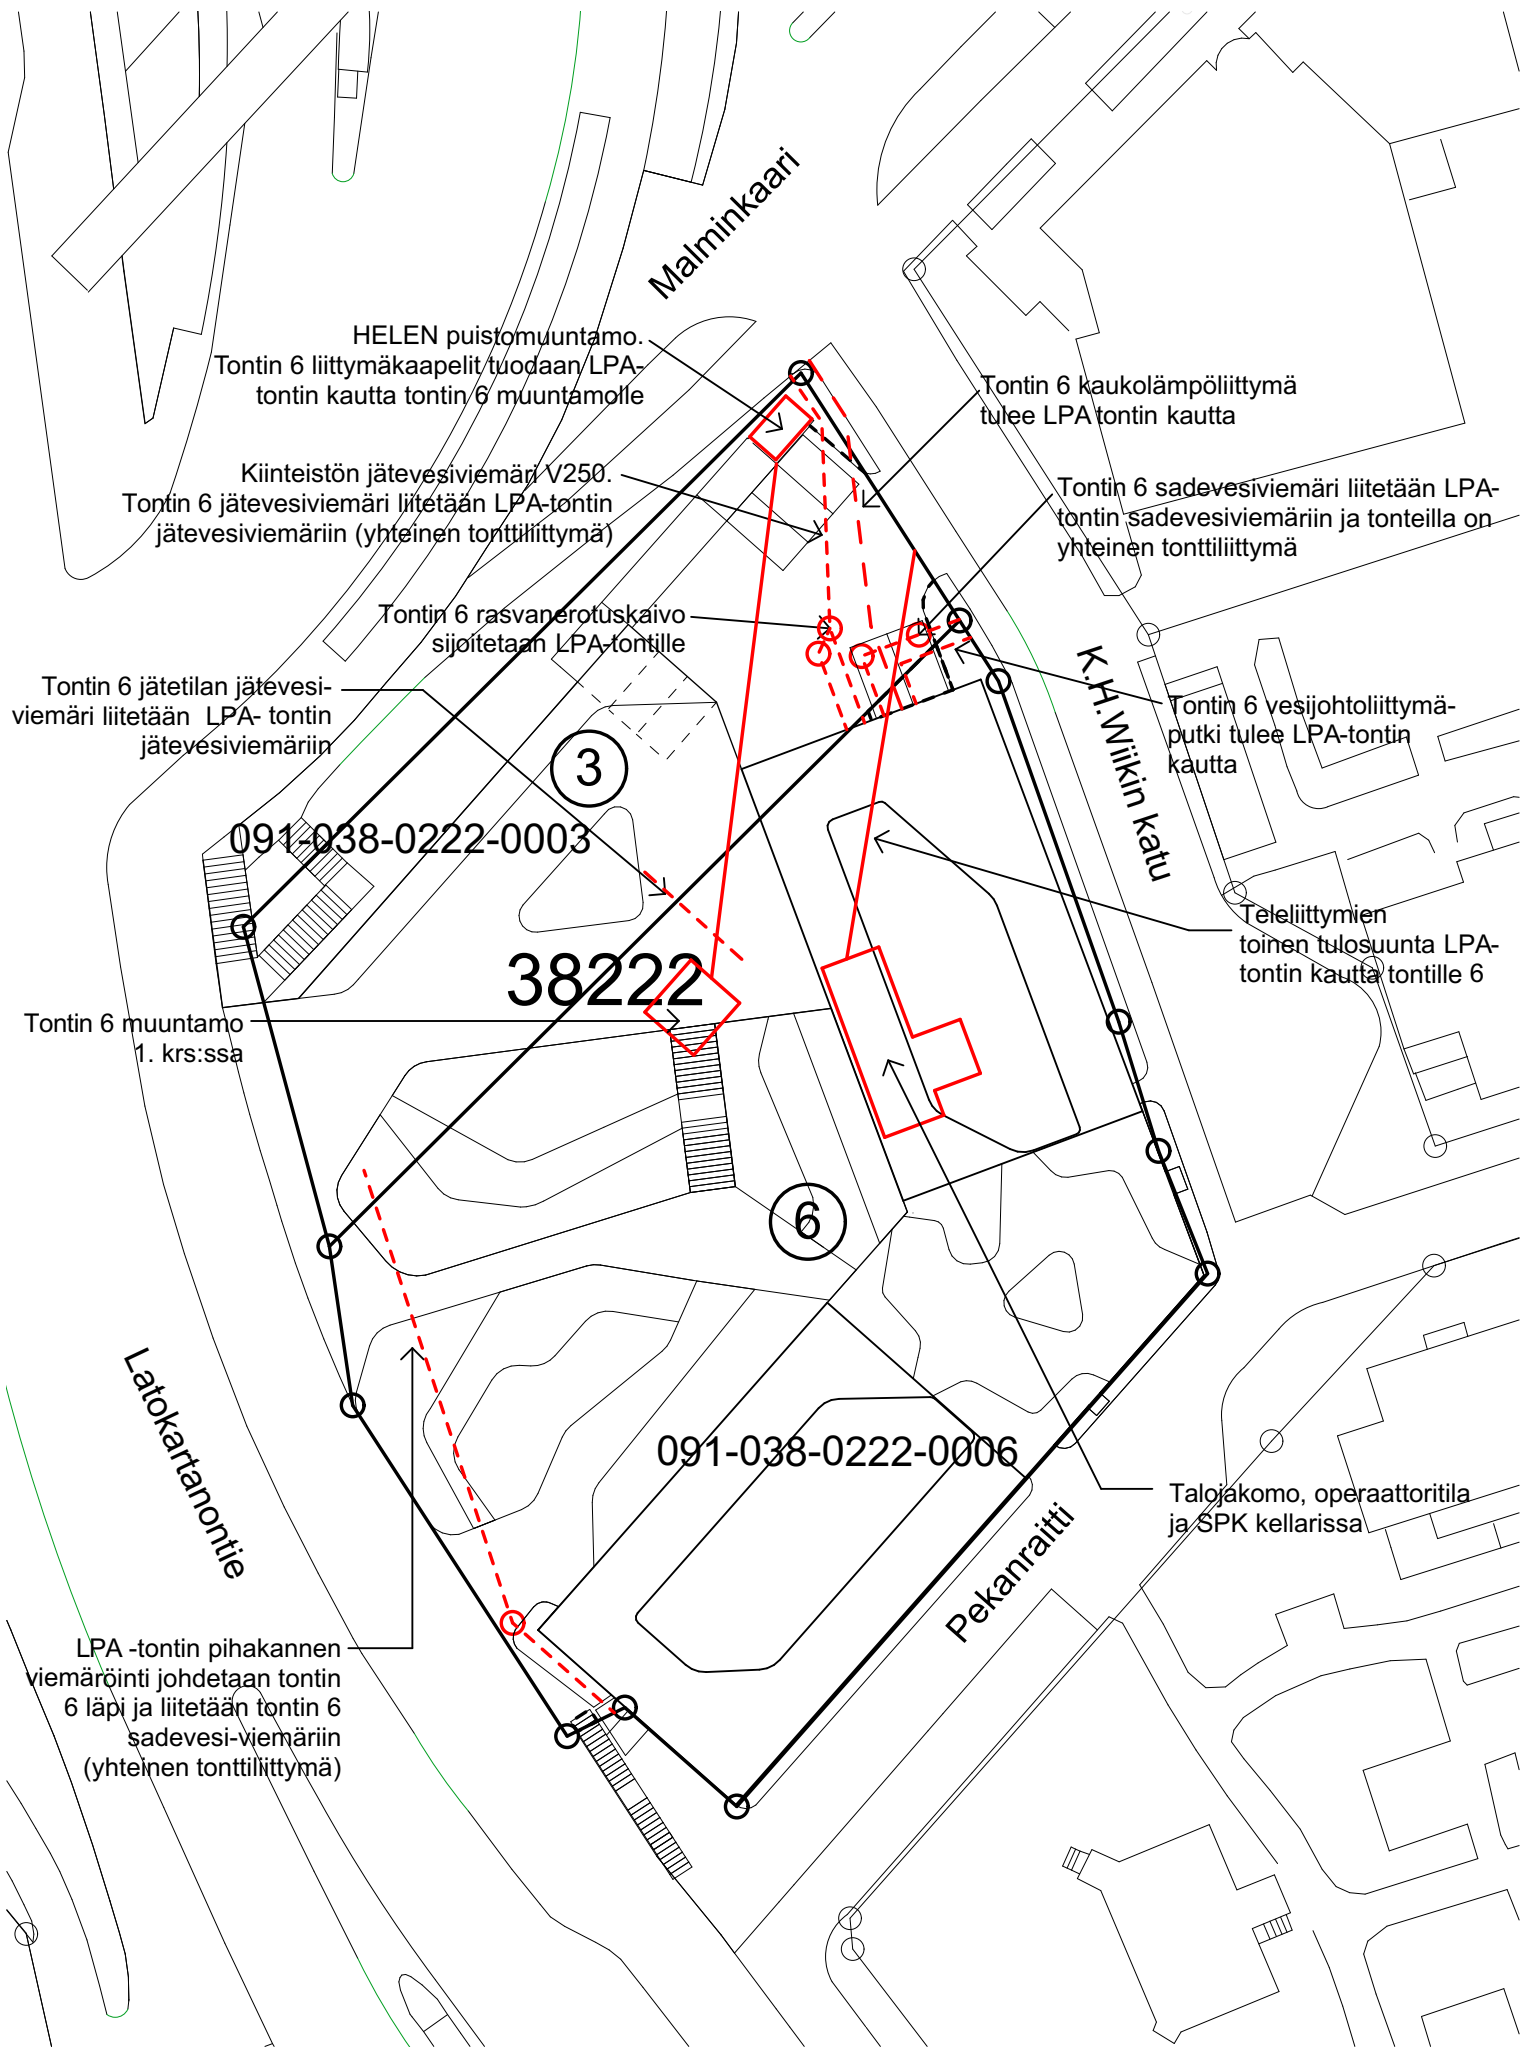 Malminkaari
HELEN puistomuuntamo.
Tontin 6 liittymäkaapelit tuodaan LPA-
tontin kautta tontin 6 muuntamolle
Tontin 6 kaukolämpöliittymä
tulee LPA tontin kautta
Kiinteistön jätevesiviemäri V250.
Tontin 6 jätevesiviemäri liitetään LPA-tontin
jätevesiviemäriin (yhteinen tonttiliittymä)
Tontin 6 sadevesiviemäri liitetään LPA-
tontin sadevesiviemäriin ja tonteilla on
yhteinen tonttiliittymä
Tontin 6 rasvanerotuskaivo
sijoitetaan LPA-tontille
Tontin 6 jätetilan jätevesi-
viemäri liitetään LPA- tontin
jätevesiviemäriin
K.H.Wiikin katu
Tontin 6 vesijohtoliittymä-
putki tulee LPA-tontin
kautta
3
091-038-0222-0003
Teleliittymien
toinen tulosuunta LPA-
tontin kautta tontille 6
38222
Tontin 6 muuntamo
1. krs:ssa
6
Latokartanontie
091-038-0222-0006
Talojakomo, operaattoritila
ja SPK kellarissa
Pekanraitti
LPA -tontin pihakannen
viemäröinti johdetaan tontin
6 läpi ja liitetään tontin 6
sadevesi-viemäriin
(yhteinen tonttiliittymä)